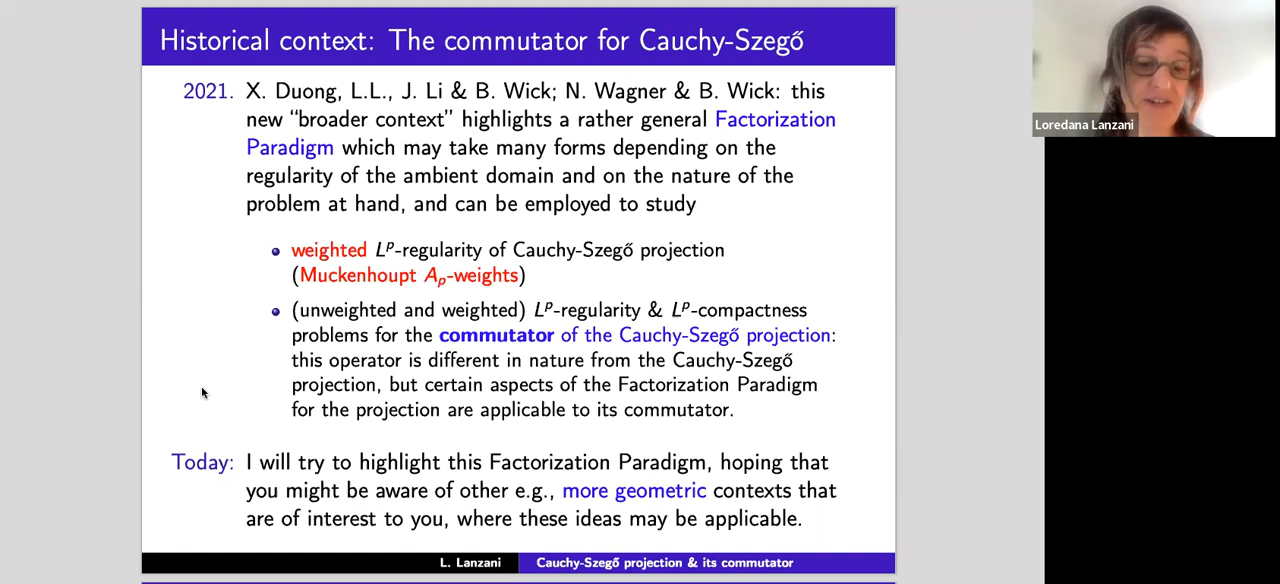 Historical context: The commutator for Cauchy-Szegő
2021. X. Duong, L.L., J. Li & B. Wick; N. Wagner & B. Wick: this
new “broader context” highlights a rather general Factorization
Paradigm which may take many forms depending on the
regularity of the ambient domain and on the nature of the
problem at hand, and can be employed to study
weighted Lᵖ-regularity of Cauchy-Szegő projection
(Muckenhoupt Aₚ-weights)
(unweighted and weighted) Lᵖ-regularity & Lᵖ-compactness
problems for the commutator of the Cauchy-Szegő projection:
this operator is different in nature from the Cauchy-Szegő
projection, but certain aspects of the Factorization Paradigm
for the projection are applicable to its commutator.
Today: I will try to highlight this Factorization Paradigm, hoping that
you might be aware of other e.g., more geometric contexts that
are of interest to you, where these ideas may be applicable.
L. Lanzani Cauchy-Szegő projection & its commutator
Loredana Lanzani